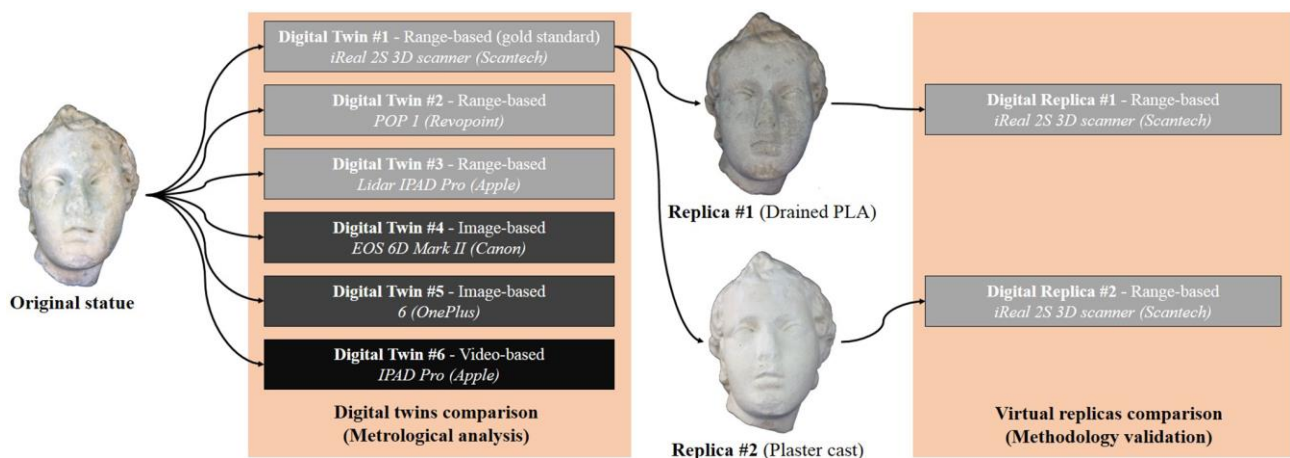 Original statue
Digital Twin #1 - Range-based (gold standard)
iReal 2S 3D scanner (Scantech)
Digital Twin #2 - Range-based
POP 1 (Revopoint)
Digital Twin #3 - Range-based
Lidar IPAD Pro (Apple)
Digital Twin #4 - Image-based
EOS 6D Mark II (Canon)
Digital Twin #5 - Image-based
6 (OnePlus)
Digital Twin #6 - Video-based
IPAD Pro (Apple)
Digital twins comparison
(Metrological analysis)
Replica #1 (Drained PLA)
Replica #2 (Plaster cast)
Digital Replica #1 - Range-based
iReal 2S 3D scanner (Scantech)
Digital Replica #2 - Range-based
iReal 2S 3D scanner (Scantech)
Virtual replicas comparison
(Methodology validation)